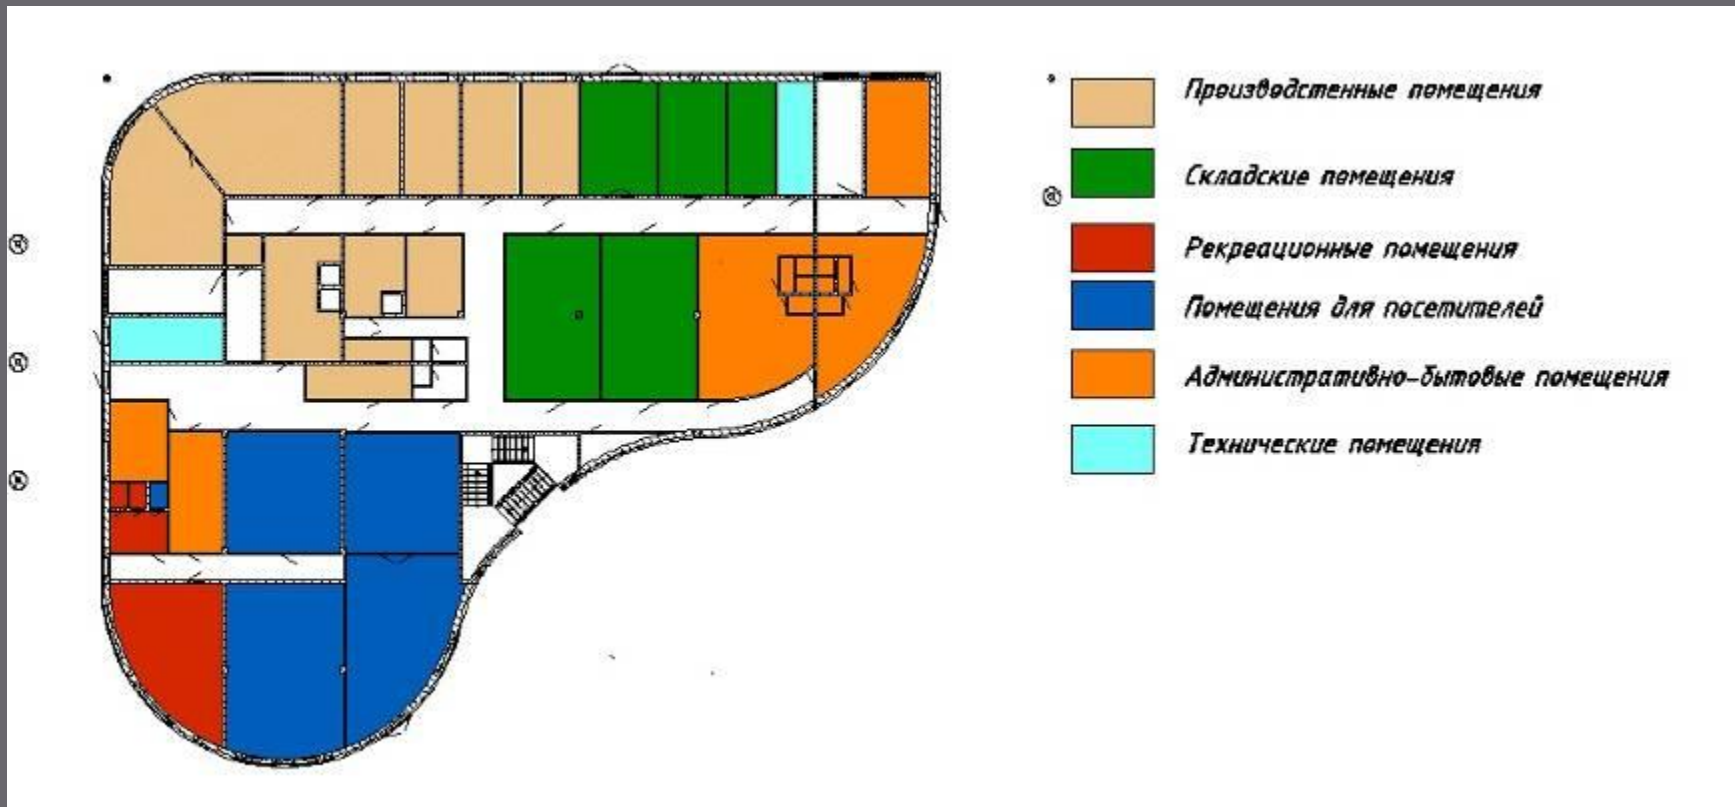 Производстенные помещения
Складские помещения
Рекреационные помещения
Помещения для посетителей
Административно-бытовые помещения
Технические помещения